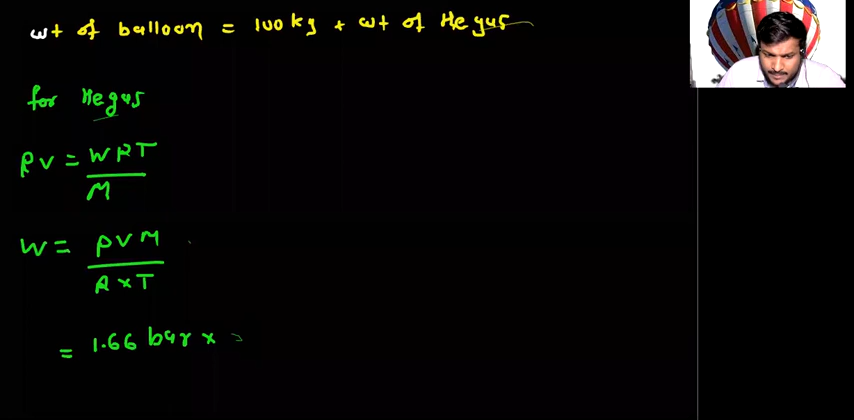 wt of balloon = 100 kg + wt of He gas
for He gas
PV = WRT
M
W = PVM
R × T
= 1.66 bar ×